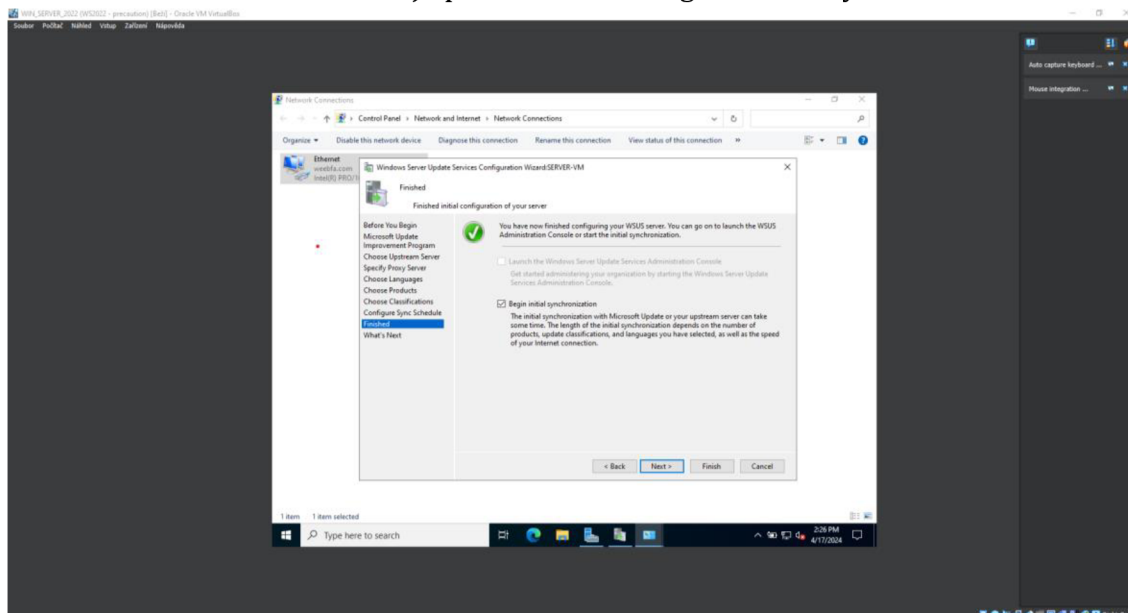 WIN_SERVER_2022 (WS2022 - precaution) [Beží] - Oracle VM VirtualBox
Soubor Počítač Náhled Vstup Zařízení Nápověda
Auto capture keyboard ...
Mouse integration ...
Network Connections
Control Panel > Network and Internet > Network Connections
Organize Disable this network device Diagnose this connection Rename this connection View status of this connection »
Ethernet
weebfa.com
Intel(R) PRO/1
Windows Server Update Services Configuration Wizard:SERVER-VM
Finished
Finished initial configuration of your server
Before You Begin
Microsoft Update
Improvement Program
Choose Upstream Server
Specify Proxy Server
Choose Languages
Choose Products
Choose Classifications
Configure Sync Schedule
Finished
What's Next
You have now finished configuring your WSUS server. You can go on to launch the WSUS
Administration Console or start the initial synchronization.
Launch the Windows Server Update Services Administration Console
Get started administering your organization by starting the Windows Server Update
Services Administration Console.
Begin initial synchronization
The initial synchronization with Microsoft Update or your upstream server can take
some time. The length of the initial synchronization depends on the number of
products, update classifications, and languages you have selected, as well as the speed
of your Internet connection.
< Back Next > Finish Cancel
1 item 1 item selected
Type here to search
2:26 PM
4/17/2024